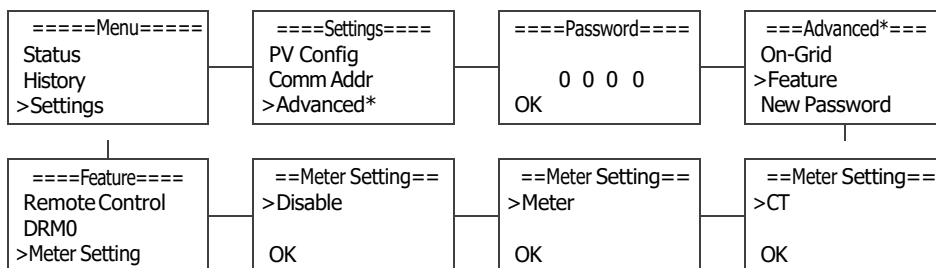 =====Menu=====
Status
History
>Settings
====Settings====
PV Config
Comm Addr
>Advanced*
====Password====
0 0 0 0
OK
===Advanced*===
On-Grid
>Feature
New Password
====Feature====
Remote Control
DRM0
>Meter Setting
==Meter Setting==
>Disable
OK
==Meter Setting==
>Meter
OK
==Meter Setting==
>CT
OK